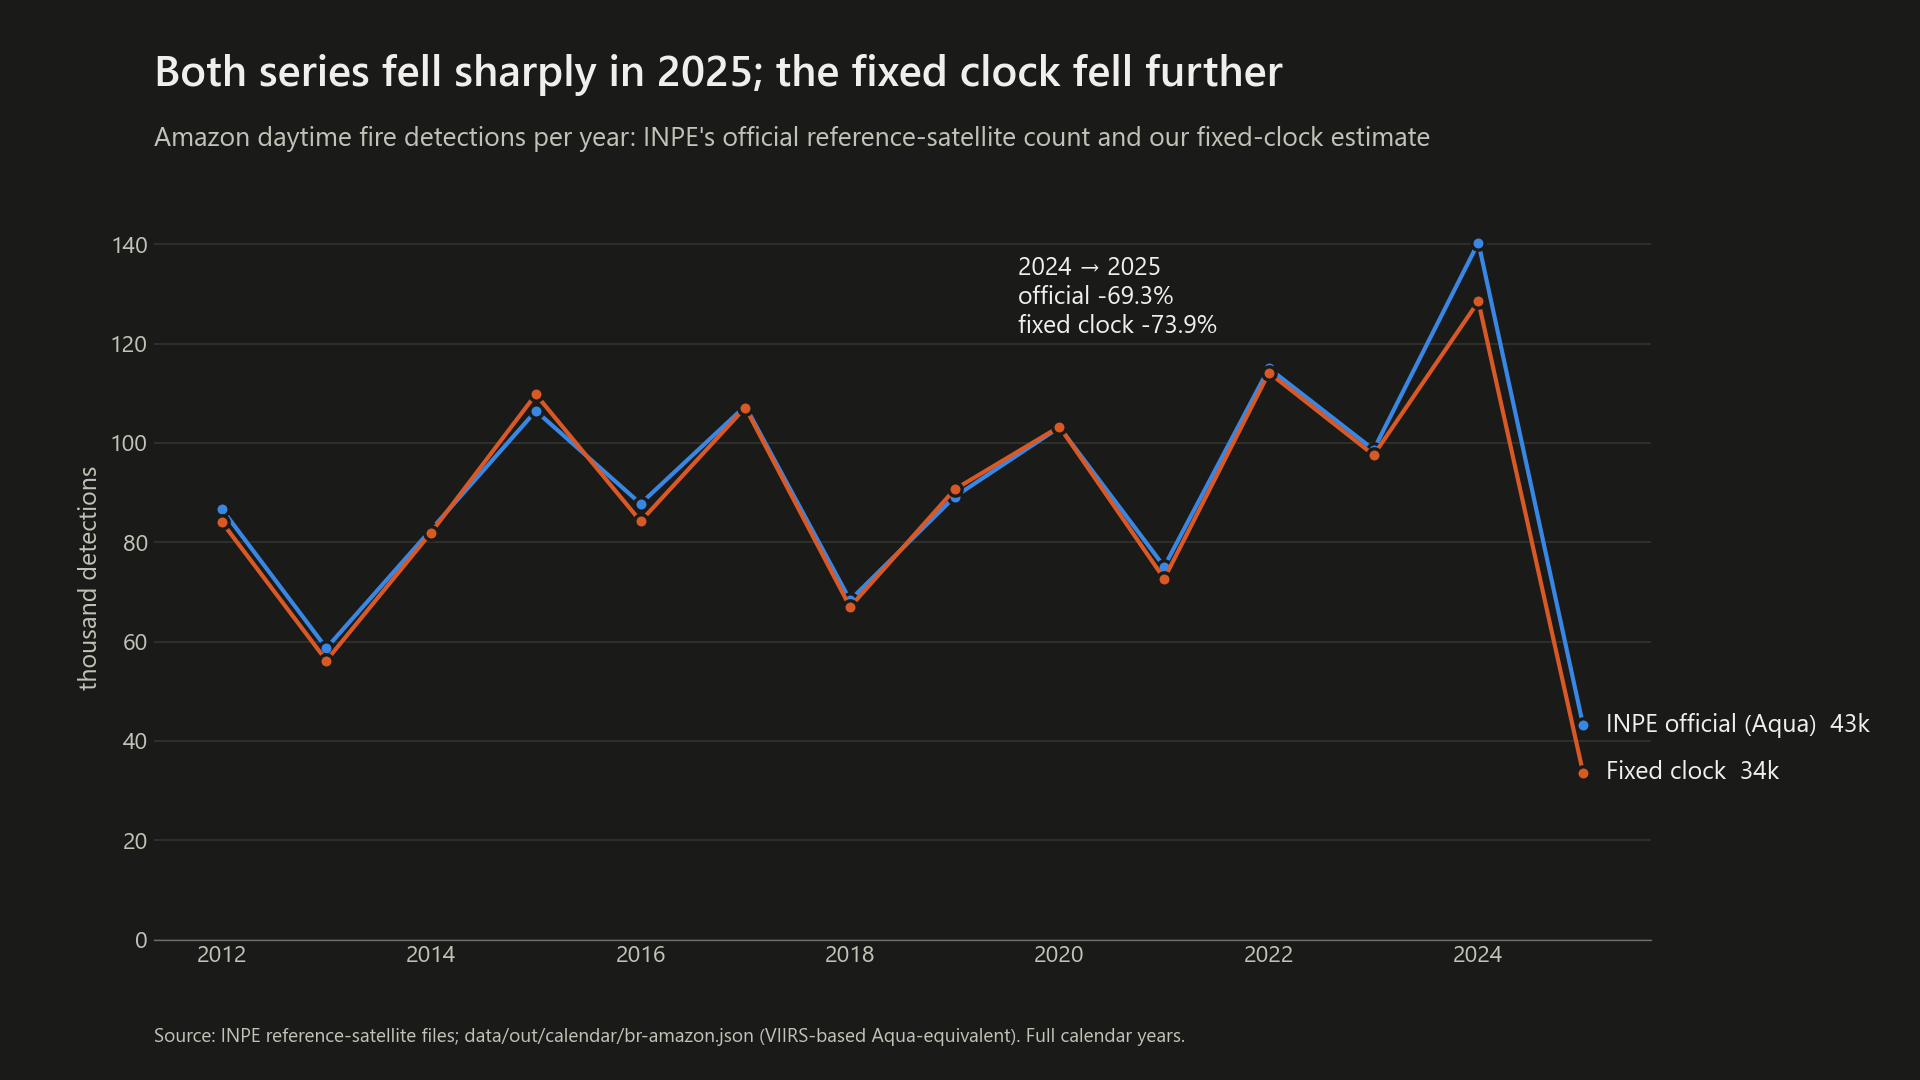 Both series fell sharply in 2025; the fixed clock fell further
Amazon daytime fire detections per year: INPE's official reference-satellite count and our fixed-clock estimate
140
120
100
80
60
40
20
0
thousand detections
2024 → 2025
official -69.3%
fixed clock -73.9%
INPE official (Aqua) 43k
Fixed clock 34k
2012 2014 2016 2018 2020 2022 2024
Source: INPE reference-satellite files; data/out/calendar/br-amazon.json (VIIRS-based Aqua-equivalent). Full calendar years.